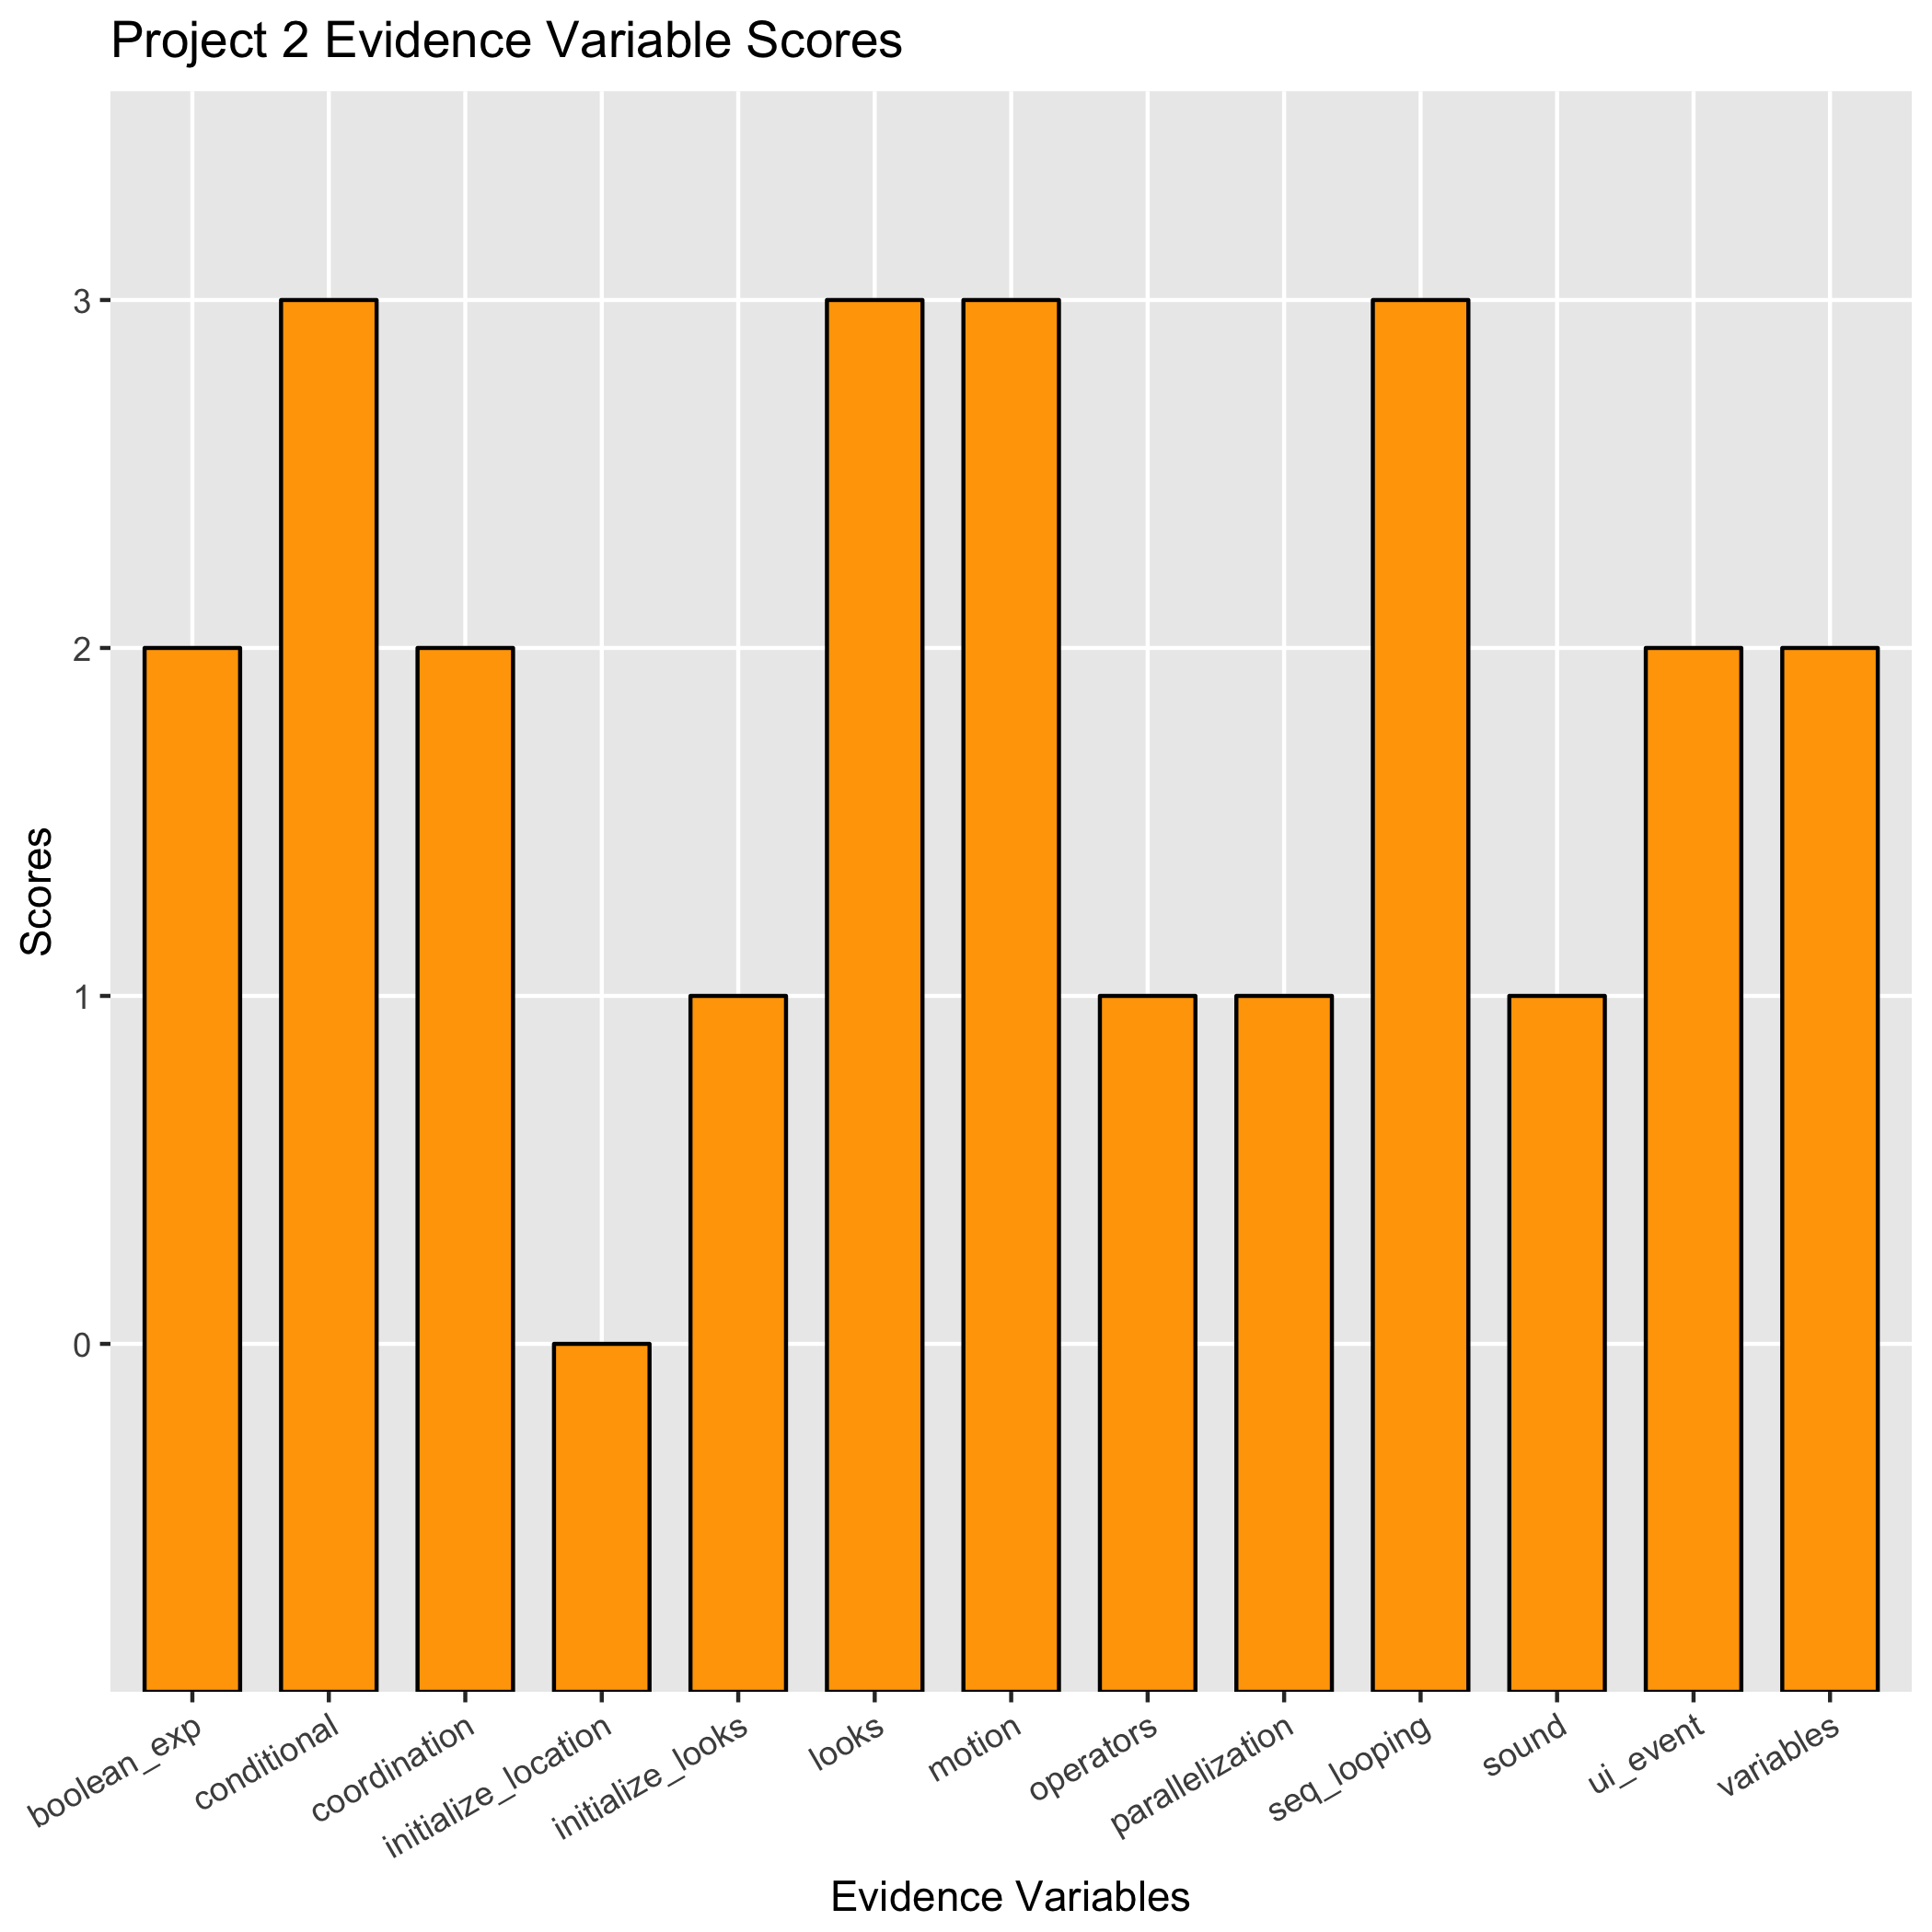 Project 2 Evidence Variable Scores
Scores
3
2
1
0
boolean_exp
conditional
coordination
initialize_location
initialize_looks
looks
motion
operators
parallelization
seq_looping
sound
ui_event
variables
Evidence Variables